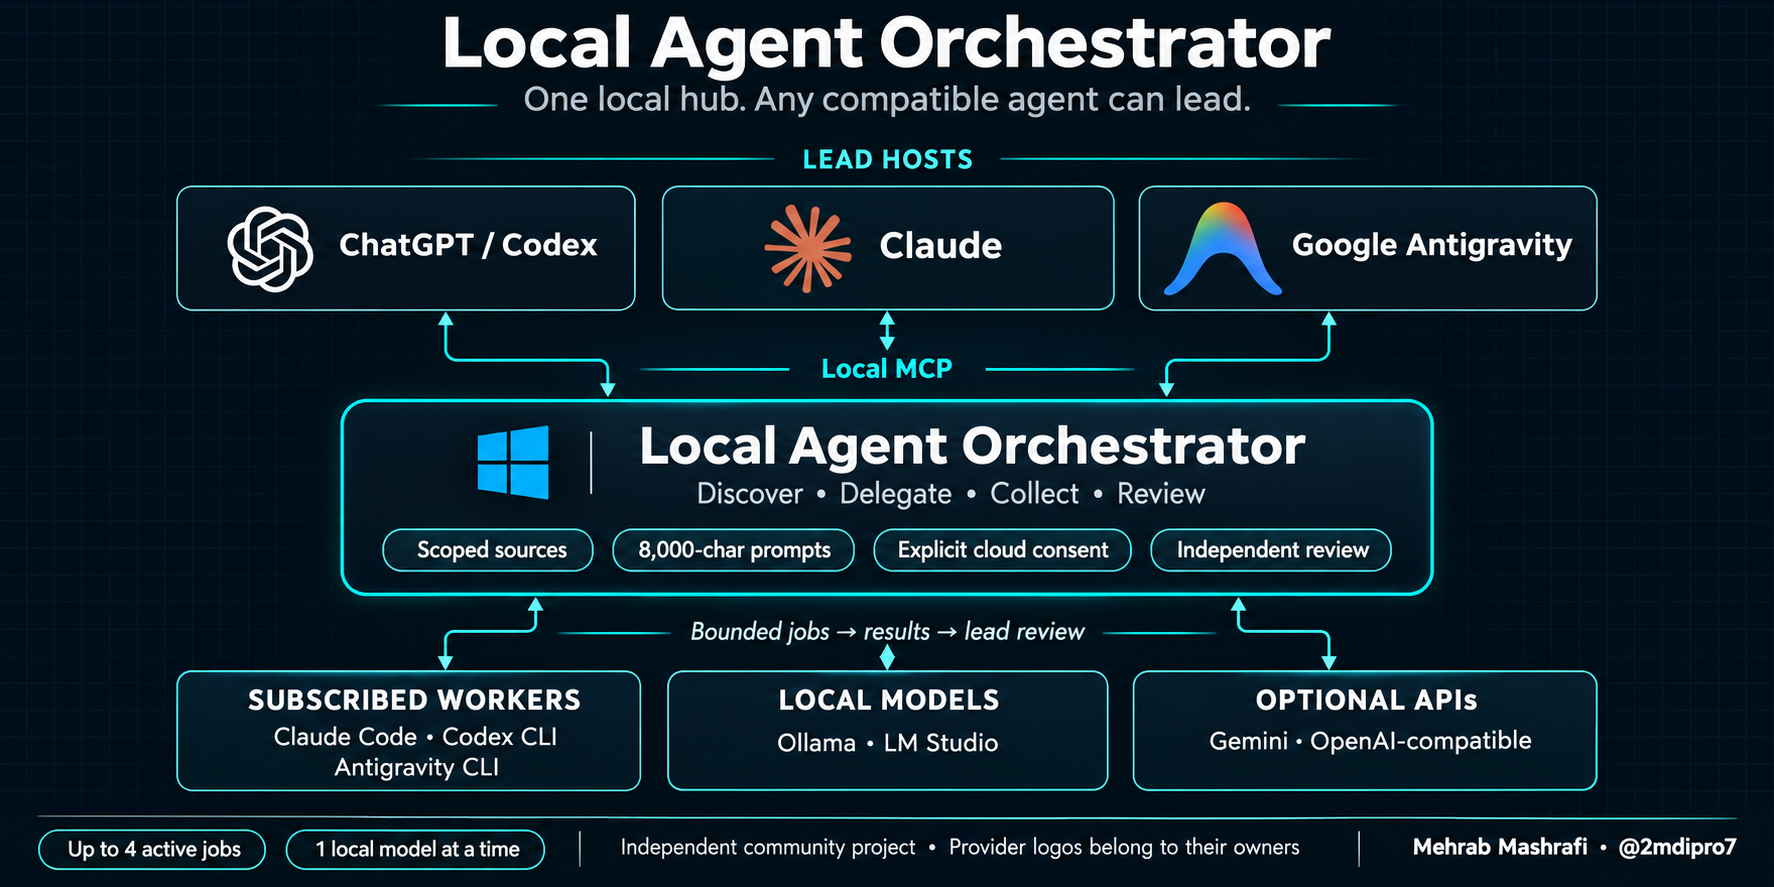 Local Agent Orchestrator
One local hub. Any compatible agent can lead.
LEAD HOSTS
ChatGPT / Codex
Claude
Google Antigravity
Local MCP
Local Agent Orchestrator
Discover • Delegate • Collect • Review
Scoped sources
8,000-char prompts
Explicit cloud consent
Independent review
Bounded jobs → results → lead review
SUBSCRIBED WORKERS
Claude Code • Codex CLI
Antigravity CLI
LOCAL MODELS
Ollama • LM Studio
OPTIONAL APIs
Gemini • OpenAI-compatible
Up to 4 active jobs
1 local model at a time
Independent community project • Provider logos belong to their owners
Mehrab Mashrafi • @2mdipro7